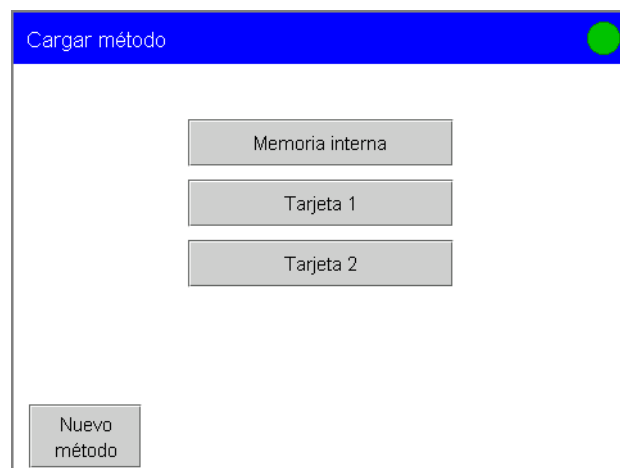 Cargar método
Memoria interna
Tarjeta 1
Tarjeta 2
Nuevo
método